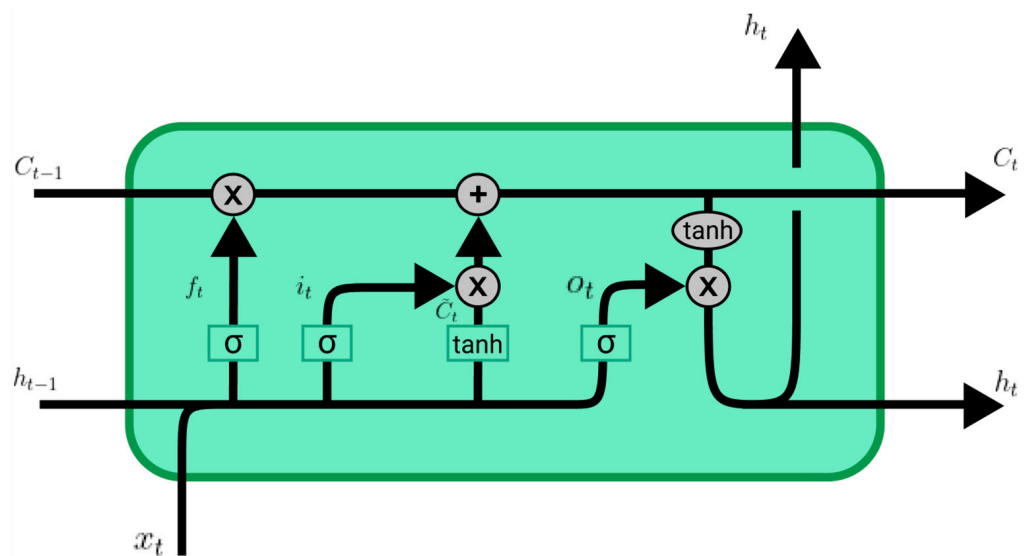 h_t
C_{t-1}
C_t
x
+
tanh
f_t
i_t
o_t
x
x
C̃_t
σ
σ
tanh
σ
h_{t-1}
h_t
x_t